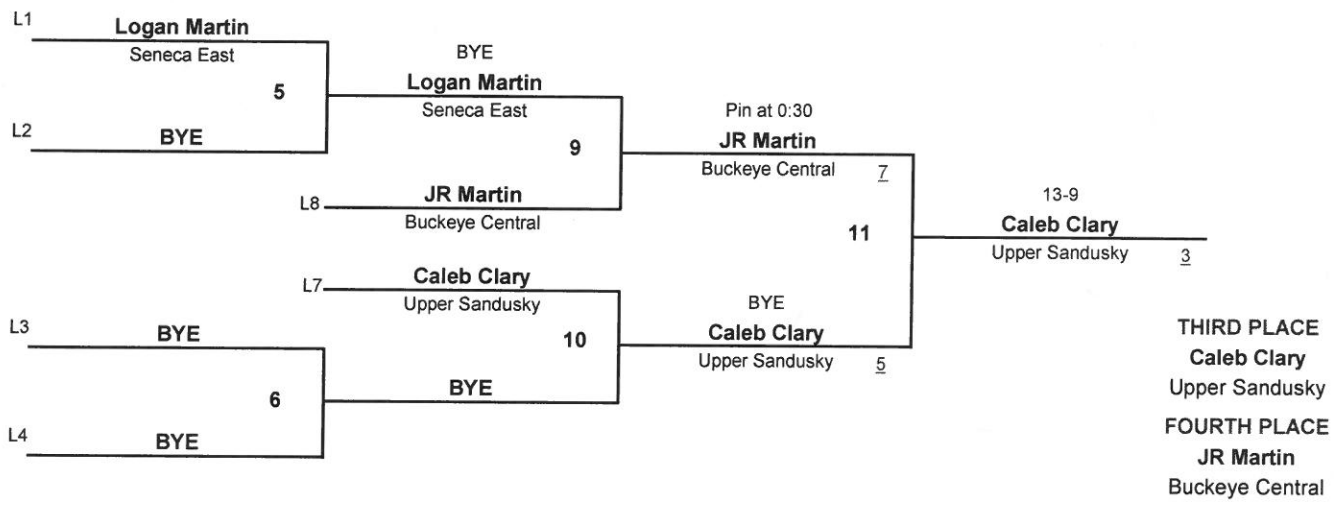 L1
Logan Martin
Seneca East
5
L2
BYE
BYE
Logan Martin
Seneca East
9
L8
JR Martin
Buckeye Central
Pin at 0:30
JR Martin
Buckeye Central 7
11
13-9
Caleb Clary
Upper Sandusky 3
L7
Caleb Clary
Upper Sandusky
10
L3
BYE
6
BYE
L4
BYE
BYE
Caleb Clary
Upper Sandusky 5
THIRD PLACE
Caleb Clary
Upper Sandusky
FOURTH PLACE
JR Martin
Buckeye Central